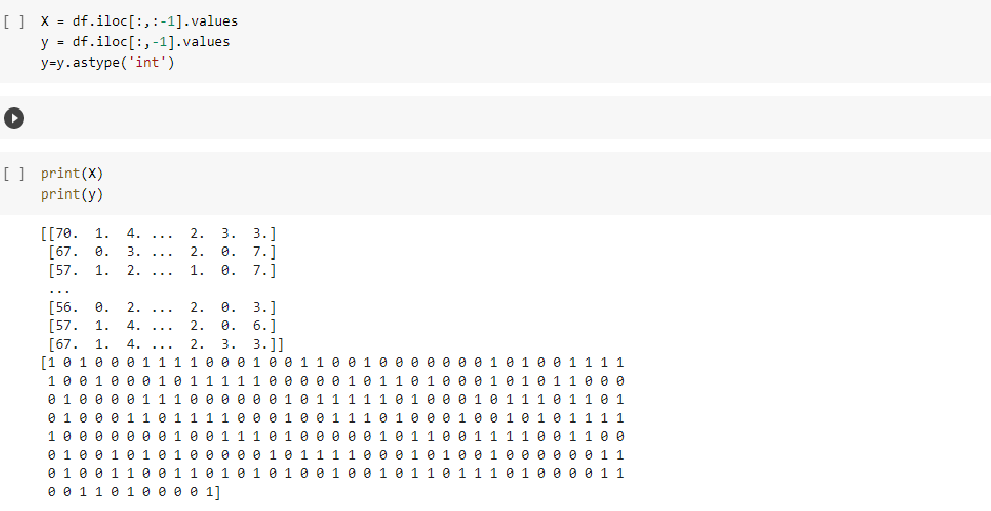 [ ] X = df.iloc[:,:-1].values
y = df.iloc[:,-1].values
y=y.astype('int')
[ ] print(X)
print(y)
[[70. 1. 4. ... 2. 3. 3.]
[67. 0. 3. ... 2. 0. 7.]
[57. 1. 2. ... 1. 0. 7.]
...
[56. 0. 2. ... 2. 0. 3.]
[57. 1. 4. ... 2. 0. 6.]
[67. 1. 4. ... 2. 3. 3.]]
[1 0 1 0 0 0 1 1 1 1 0 0 0 1 0 0 1 1 0 0 1 0 0 0 0 0 0 0 1 0 1 0 0 1 1 1 1
1 0 0 1 0 0 0 1 0 1 1 1 1 1 0 0 0 0 0 1 0 1 1 0 1 0 0 0 1 0 1 0 1 1 0 0 0
0 1 0 0 0 0 1 1 1 0 0 0 0 0 0 1 0 1 1 1 1 1 0 1 0 0 0 1 0 1 1 1 0 1 1 0 1
0 1 0 0 0 1 1 0 1 1 1 1 0 0 0 1 0 0 1 1 1 0 1 0 0 0 1 0 0 1 0 1 0 1 1 1 1
1 0 0 0 0 0 0 0 1 0 0 1 1 1 0 1 0 0 0 0 0 1 0 1 1 0 0 1 1 1 1 0 0 1 1 0 0
0 1 0 0 1 0 1 0 1 0 0 0 0 0 1 0 1 1 1 1 0 0 0 1 0 1 0 0 1 0 0 0 0 0 0 1 1
0 1 0 0 1 1 0 0 1 1 0 1 0 1 0 1 0 0 1 0 0 1 0 1 1 0 1 1 1 0 1 0 0 0 0 1 1
0 0 1 1 0 1 0 0 0 0 1]